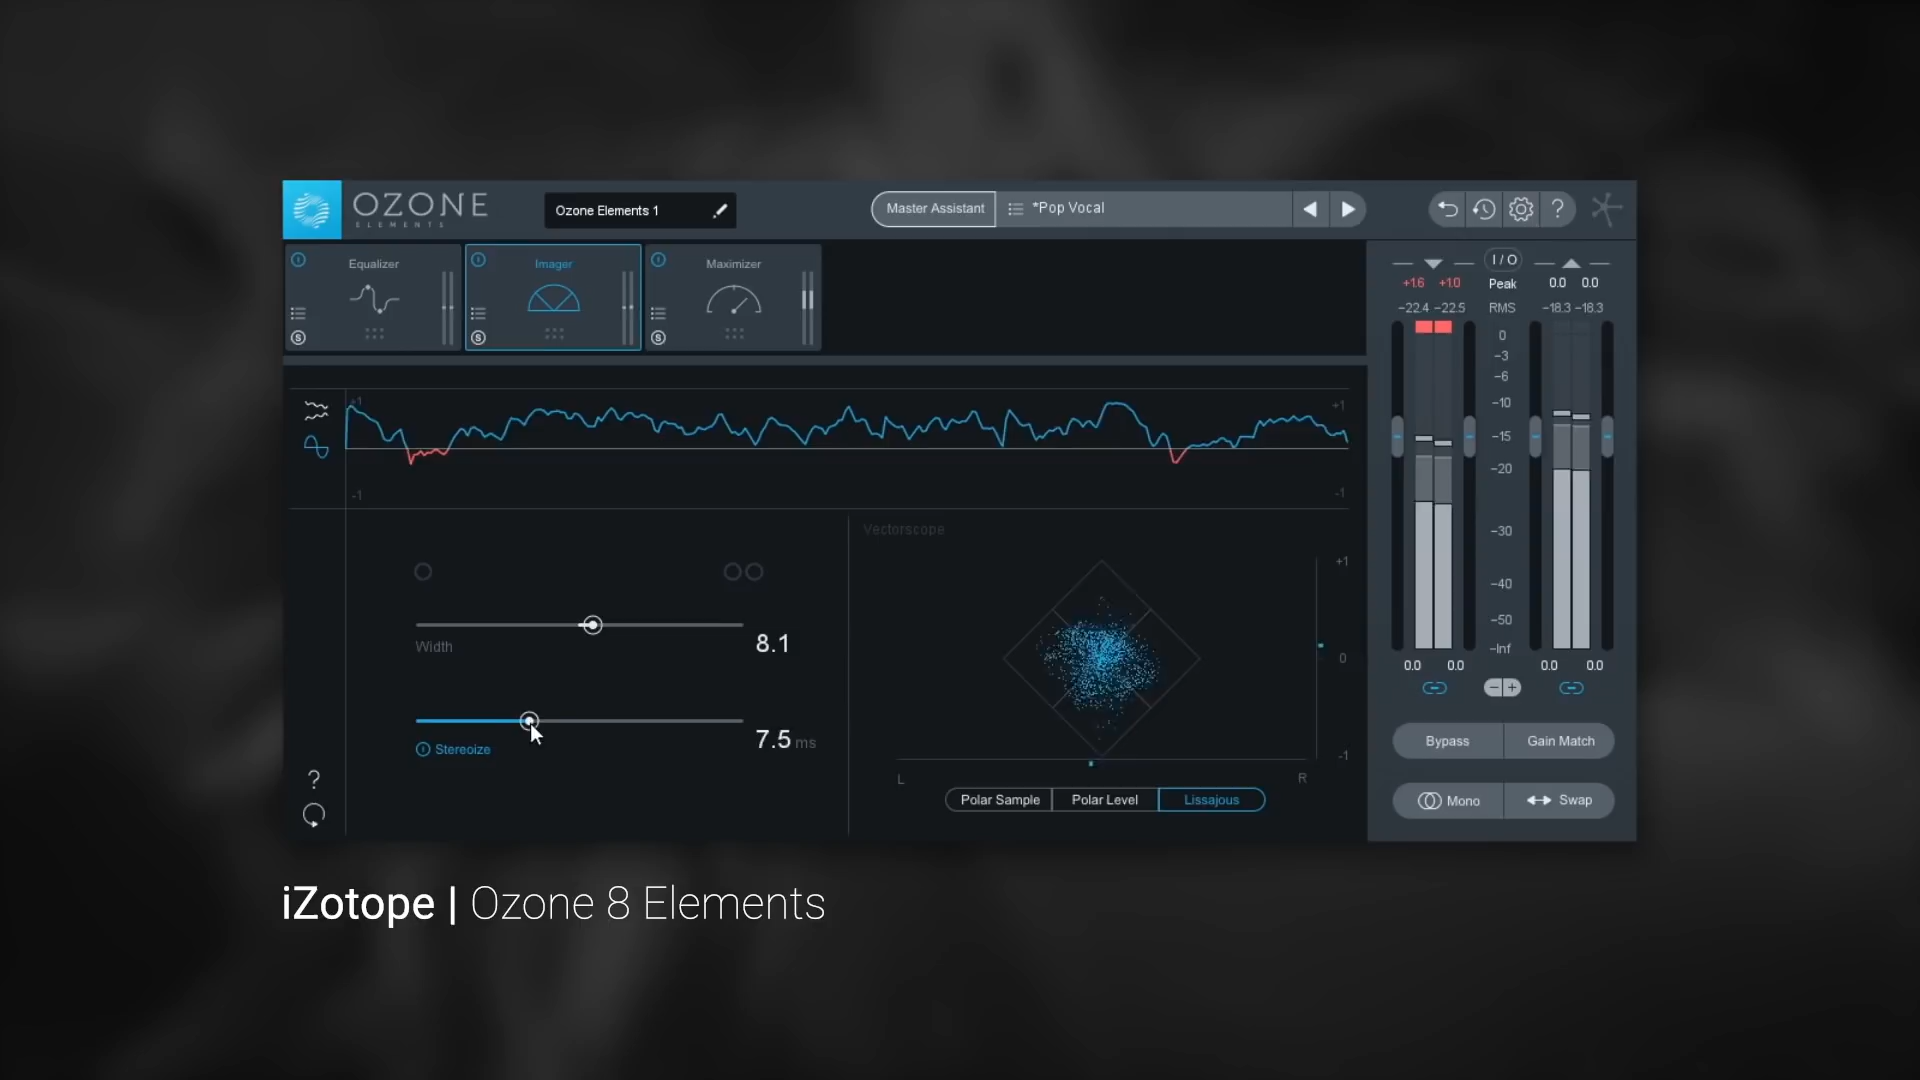 OZONE
ELEMENTS
Ozone Elements 1
Master Assistant
*Pop Vocal
?
Equalizer
S
Imager
S
Maximizer
S
I / O
+1.6 +1.0 Peak 0.0 0.0
-22.4 -22.5 RMS -18.3 -18.3
0
-3
-6
-10
-15
-20
-30
-40
-50
-Inf
0.0 0.0 0.0 0.0
Bypass
Gain Match
Mono
Swap
+1
+1
-1
-1
Width
8.1
Stereoize
7.5 ms
?
Vectorscope
+1
0
-1
L
R
Polar Sample
Polar Level
Lissajous
iZotope | Ozone 8 Elements